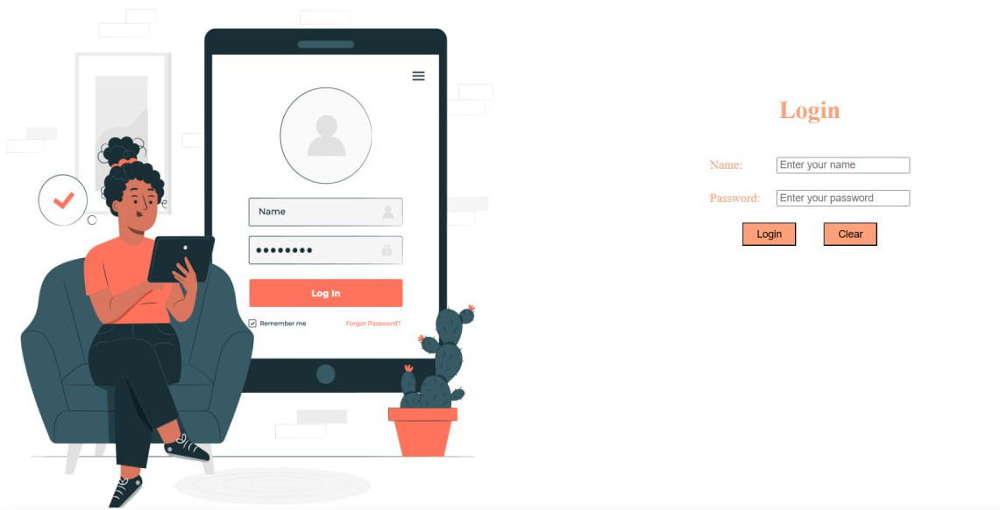 Name
Log In
Remember me
Forgot Password?
Login
Name: Enter your name
Password: Enter your password
Login Clear